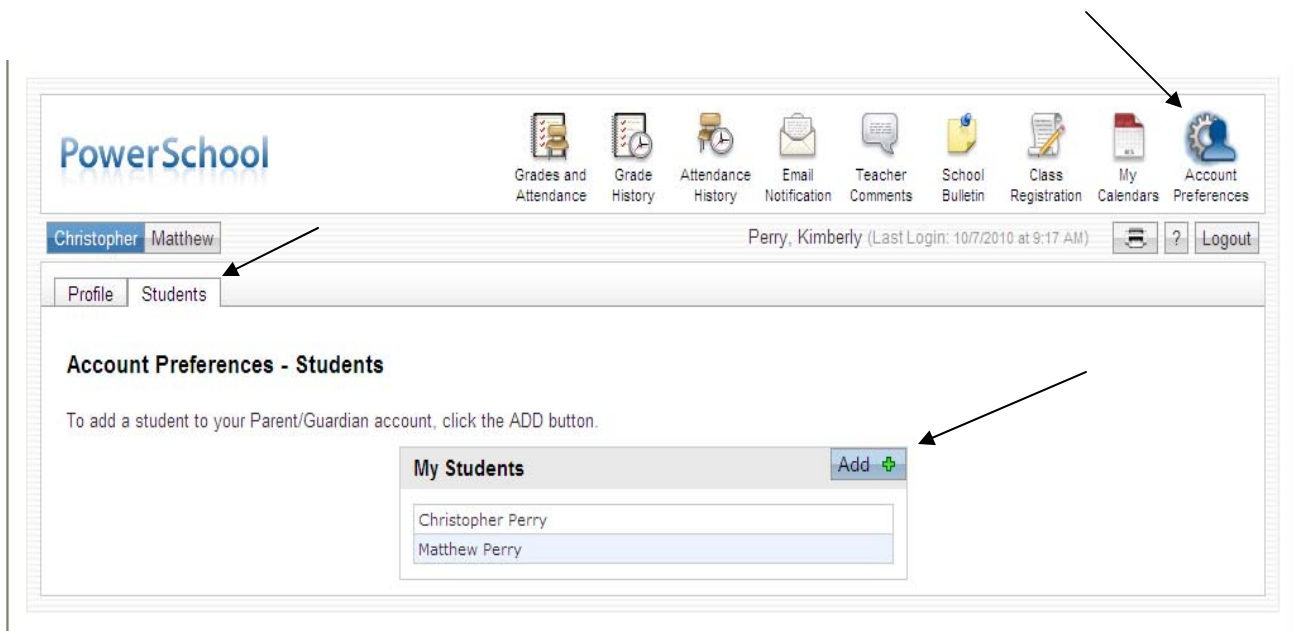 PowerSchool
Grades and Attendance
Grade History
Attendance History
Email Notification
Teacher Comments
School Bulletin
Class Registration
My Calendars
Account Preferences
Christopher Matthew
Perry, Kimberly (Last Login: 10/7/2010 at 9:17 AM) ? Logout
Profile Students
Account Preferences - Students
To add a student to your Parent/Guardian account, click the ADD button.
My Students Add
Christopher Perry
Matthew Perry